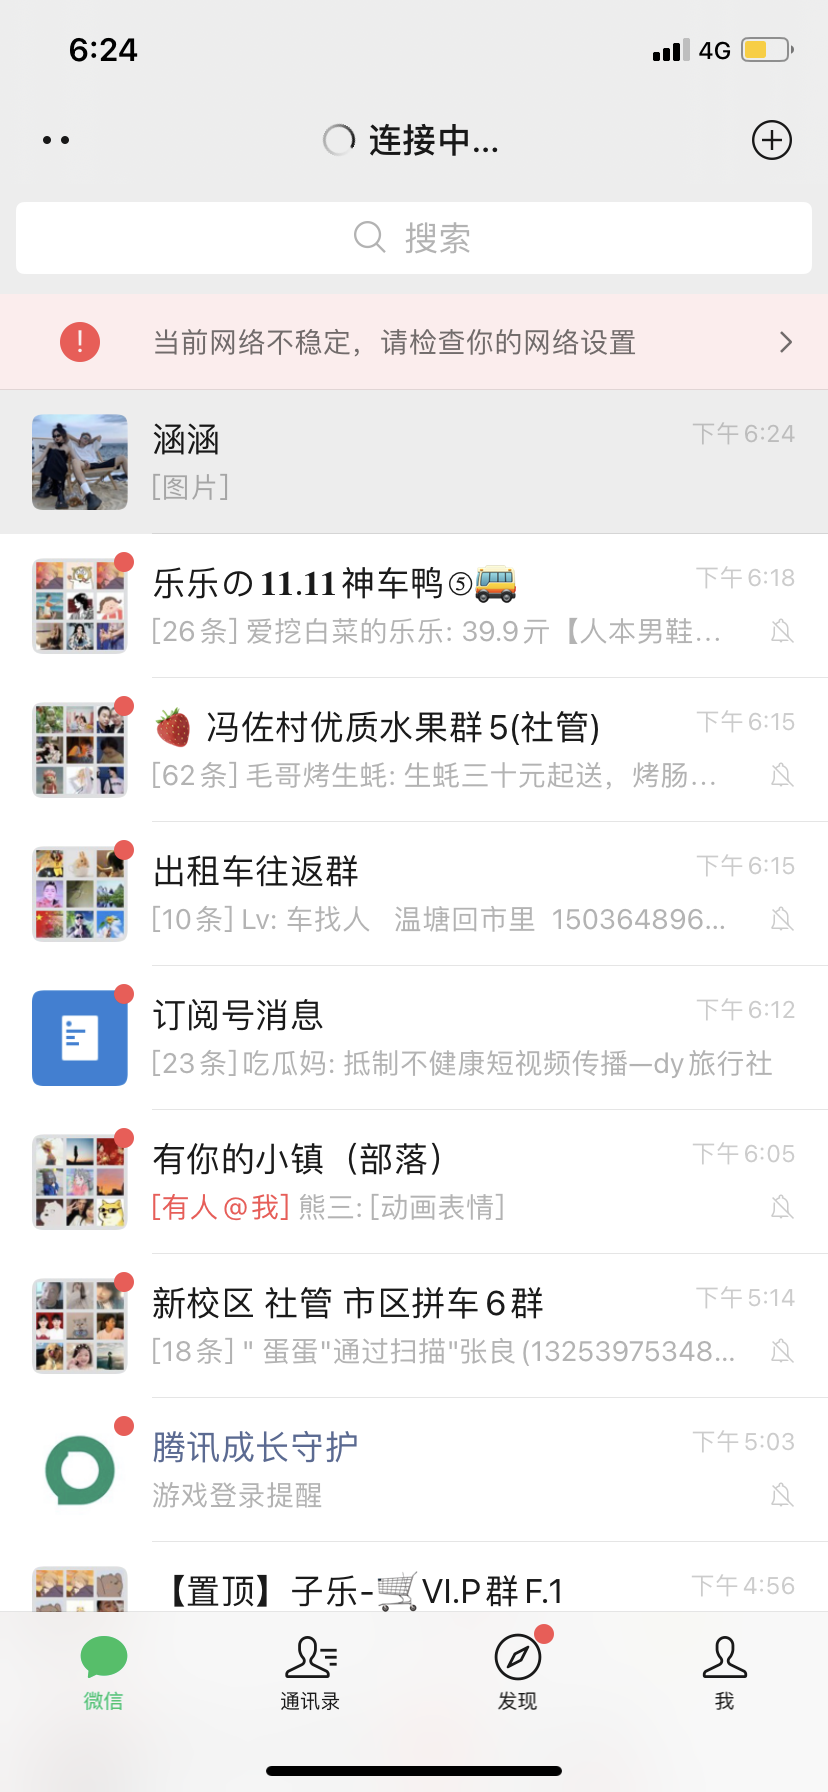 6:24
4G
连接中...
搜索
当前网络不稳定，请检查你的网络设置
涵涵
下午6:24
[图片]
乐乐の11.11神车鸭⑤
下午6:18
[26条] 爱挖白菜的乐乐: 39.9亓【人本男鞋...
🍓 冯佐村优质水果群5(社管)
下午6:15
[62条] 毛哥烤生蚝: 生蚝三十元起送，烤肠...
出租车往返群
下午6:15
[10条] Lv: 车找人 温塘回市里 150364896...
订阅号消息
下午6:12
[23条]吃瓜妈: 抵制不健康短视频传播—dy旅行社
有你的小镇（部落）
下午6:05
[有人@我] 熊三: [动画表情]
新校区 社管 市区拼车6群
下午5:14
[18条] " 蛋蛋"通过扫描"张良(13253975348...
腾讯成长守护
下午5:03
游戏登录提醒
【置顶】子乐-🛒VI.P群F.1
下午4:56
微信
通讯录
发现
我